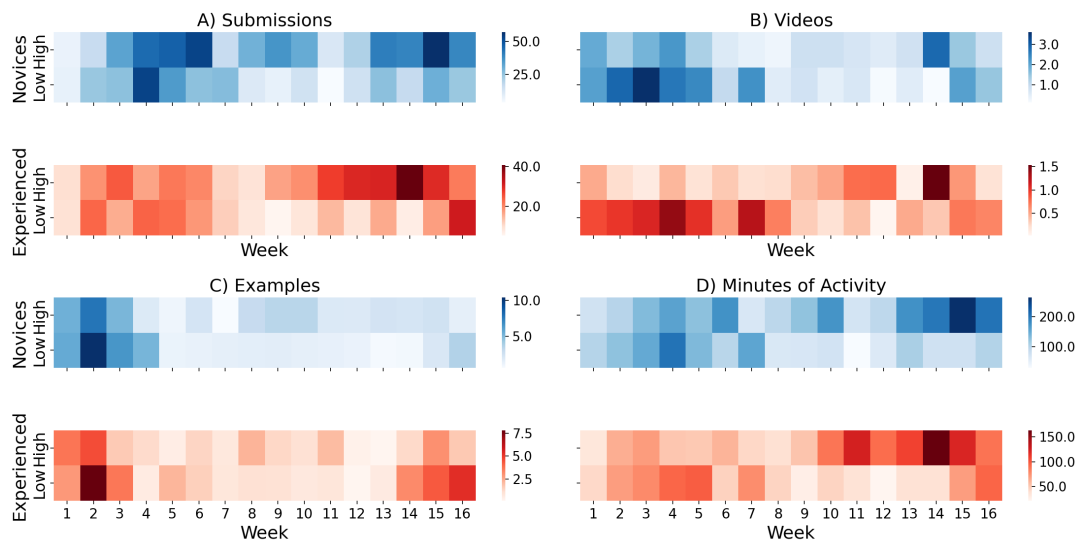 A) Submissions
B) Videos
Novices
High
Low
50.0
25.0
3.0
2.0
1.0
Experienced
High
Low
40.0
20.0
1.5
1.0
0.5
Week
Week
C) Examples
D) Minutes of Activity
Novices
High
Low
10.0
5.0
200.0
100.0
Experienced
High
Low
7.5
5.0
2.5
150.0
100.0
50.0
1 2 3 4 5 6 7 8 9 10 11 12 13 14 15 16
1 2 3 4 5 6 7 8 9 10 11 12 13 14 15 16
Week
Week